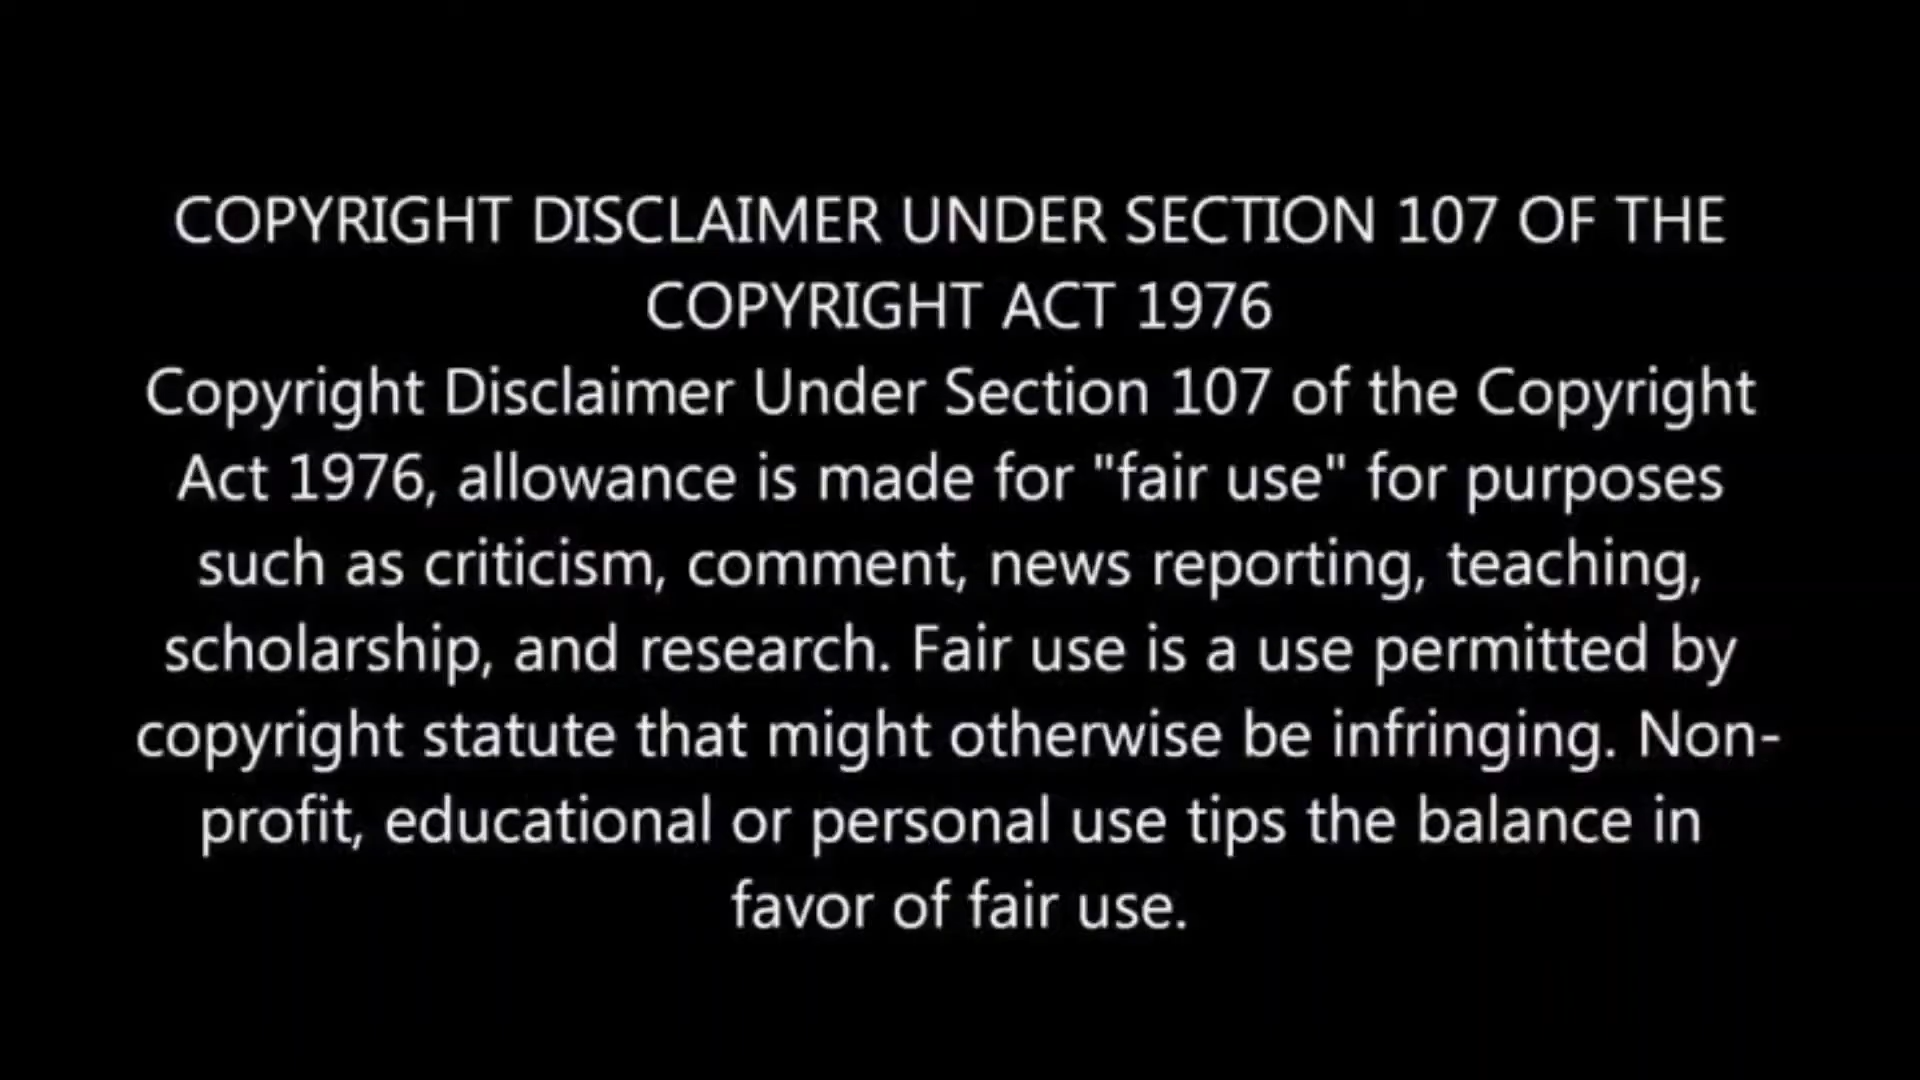 COPYRIGHT DISCLAIMER UNDER SECTION 107 OF THE
COPYRIGHT ACT 1976
Copyright Disclaimer Under Section 107 of the Copyright
Act 1976, allowance is made for "fair use" for purposes
such as criticism, comment, news reporting, teaching,
scholarship, and research. Fair use is a use permitted by
copyright statute that might otherwise be infringing. Non-
profit, educational or personal use tips the balance in
favor of fair use.